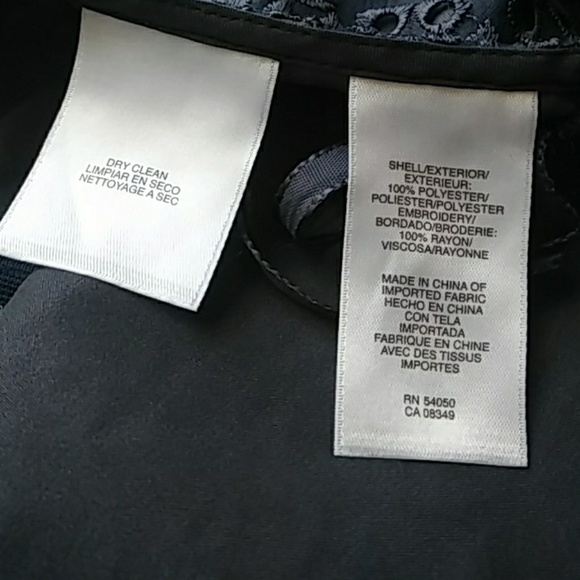 DRY CLEAN
LIMPIAR EN SECO
NETTOYAGE A SEC
SHELL/EXTERIOR/
EXTERIEUR:
100% POLYESTER/
POLIESTER/POLYESTER
EMBROIDERY/
BORDADO/BRODERIE:
100% RAYON/
VISCOSA/RAYONNE
MADE IN CHINA OF
IMPORTED FABRIC
HECHO EN CHINA
CON TELA
IMPORTADA
FABRIQUE EN CHINE
AVEC DES TISSUS
IMPORTES
RN 54050
CA 08349